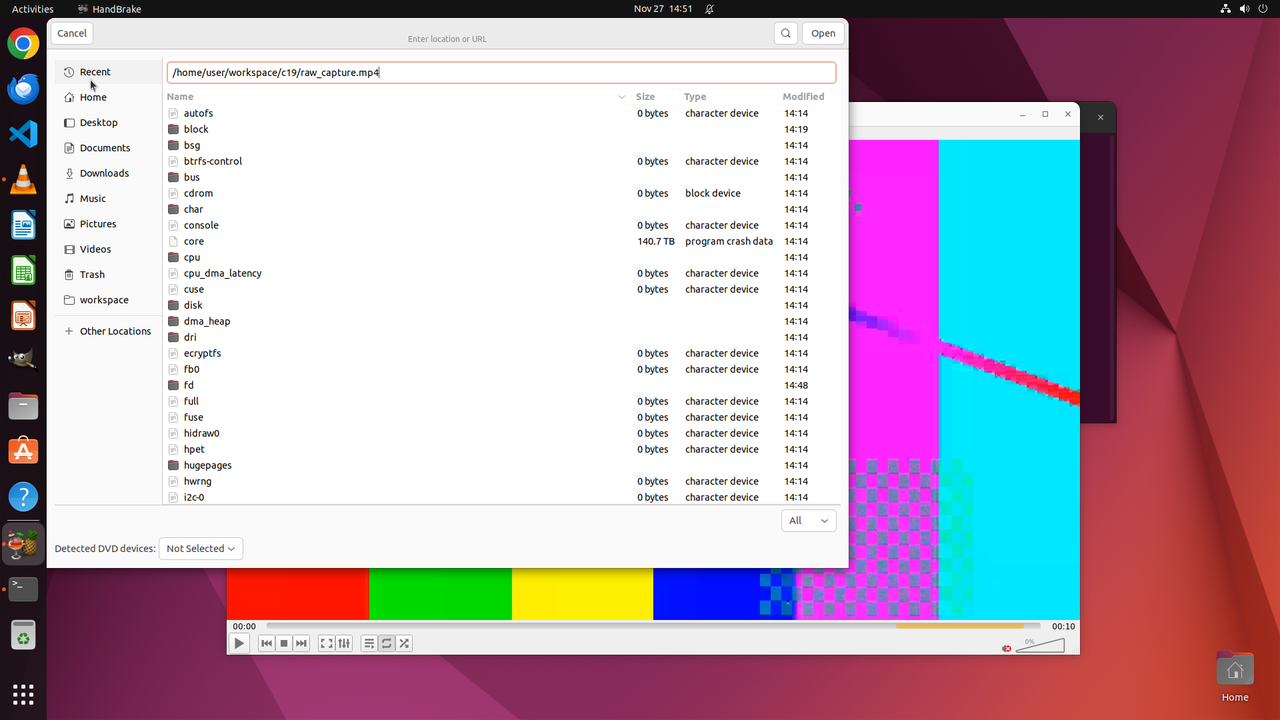 Activities
HandBrake
Nov 27 14:51
Cancel
Enter location or URL
Open
Recent
Home
Desktop
Documents
Downloads
Music
Pictures
Videos
Trash
workspace
Other Locations
/home/user/workspace/c19/raw_capture.mp4
Name Size Type Modified
autofs 0 bytes character device 14:14
block 14:19
bsg 14:14
btrfs-control 0 bytes character device 14:14
bus 14:14
cdrom 0 bytes block device 14:14
char 14:14
console 0 bytes character device 14:14
core 140.7 TB program crash data 14:14
cpu 14:14
cpu_dma_latency 0 bytes character device 14:14
cuse 0 bytes character device 14:14
disk 14:14
dma_heap 14:14
dri 14:14
ecryptfs 0 bytes character device 14:14
fb0 0 bytes character device 14:14
fd 14:48
full 0 bytes character device 14:14
fuse 0 bytes character device 14:14
hidraw0 0 bytes character device 14:14
hpet 0 bytes character device 14:14
hugepages 14:14
hwrng 0 bytes character device 14:14
i2c-0 0 bytes character device 14:14
All
Detected DVD devices: Not Selected
00:00
00:10
0%
Home